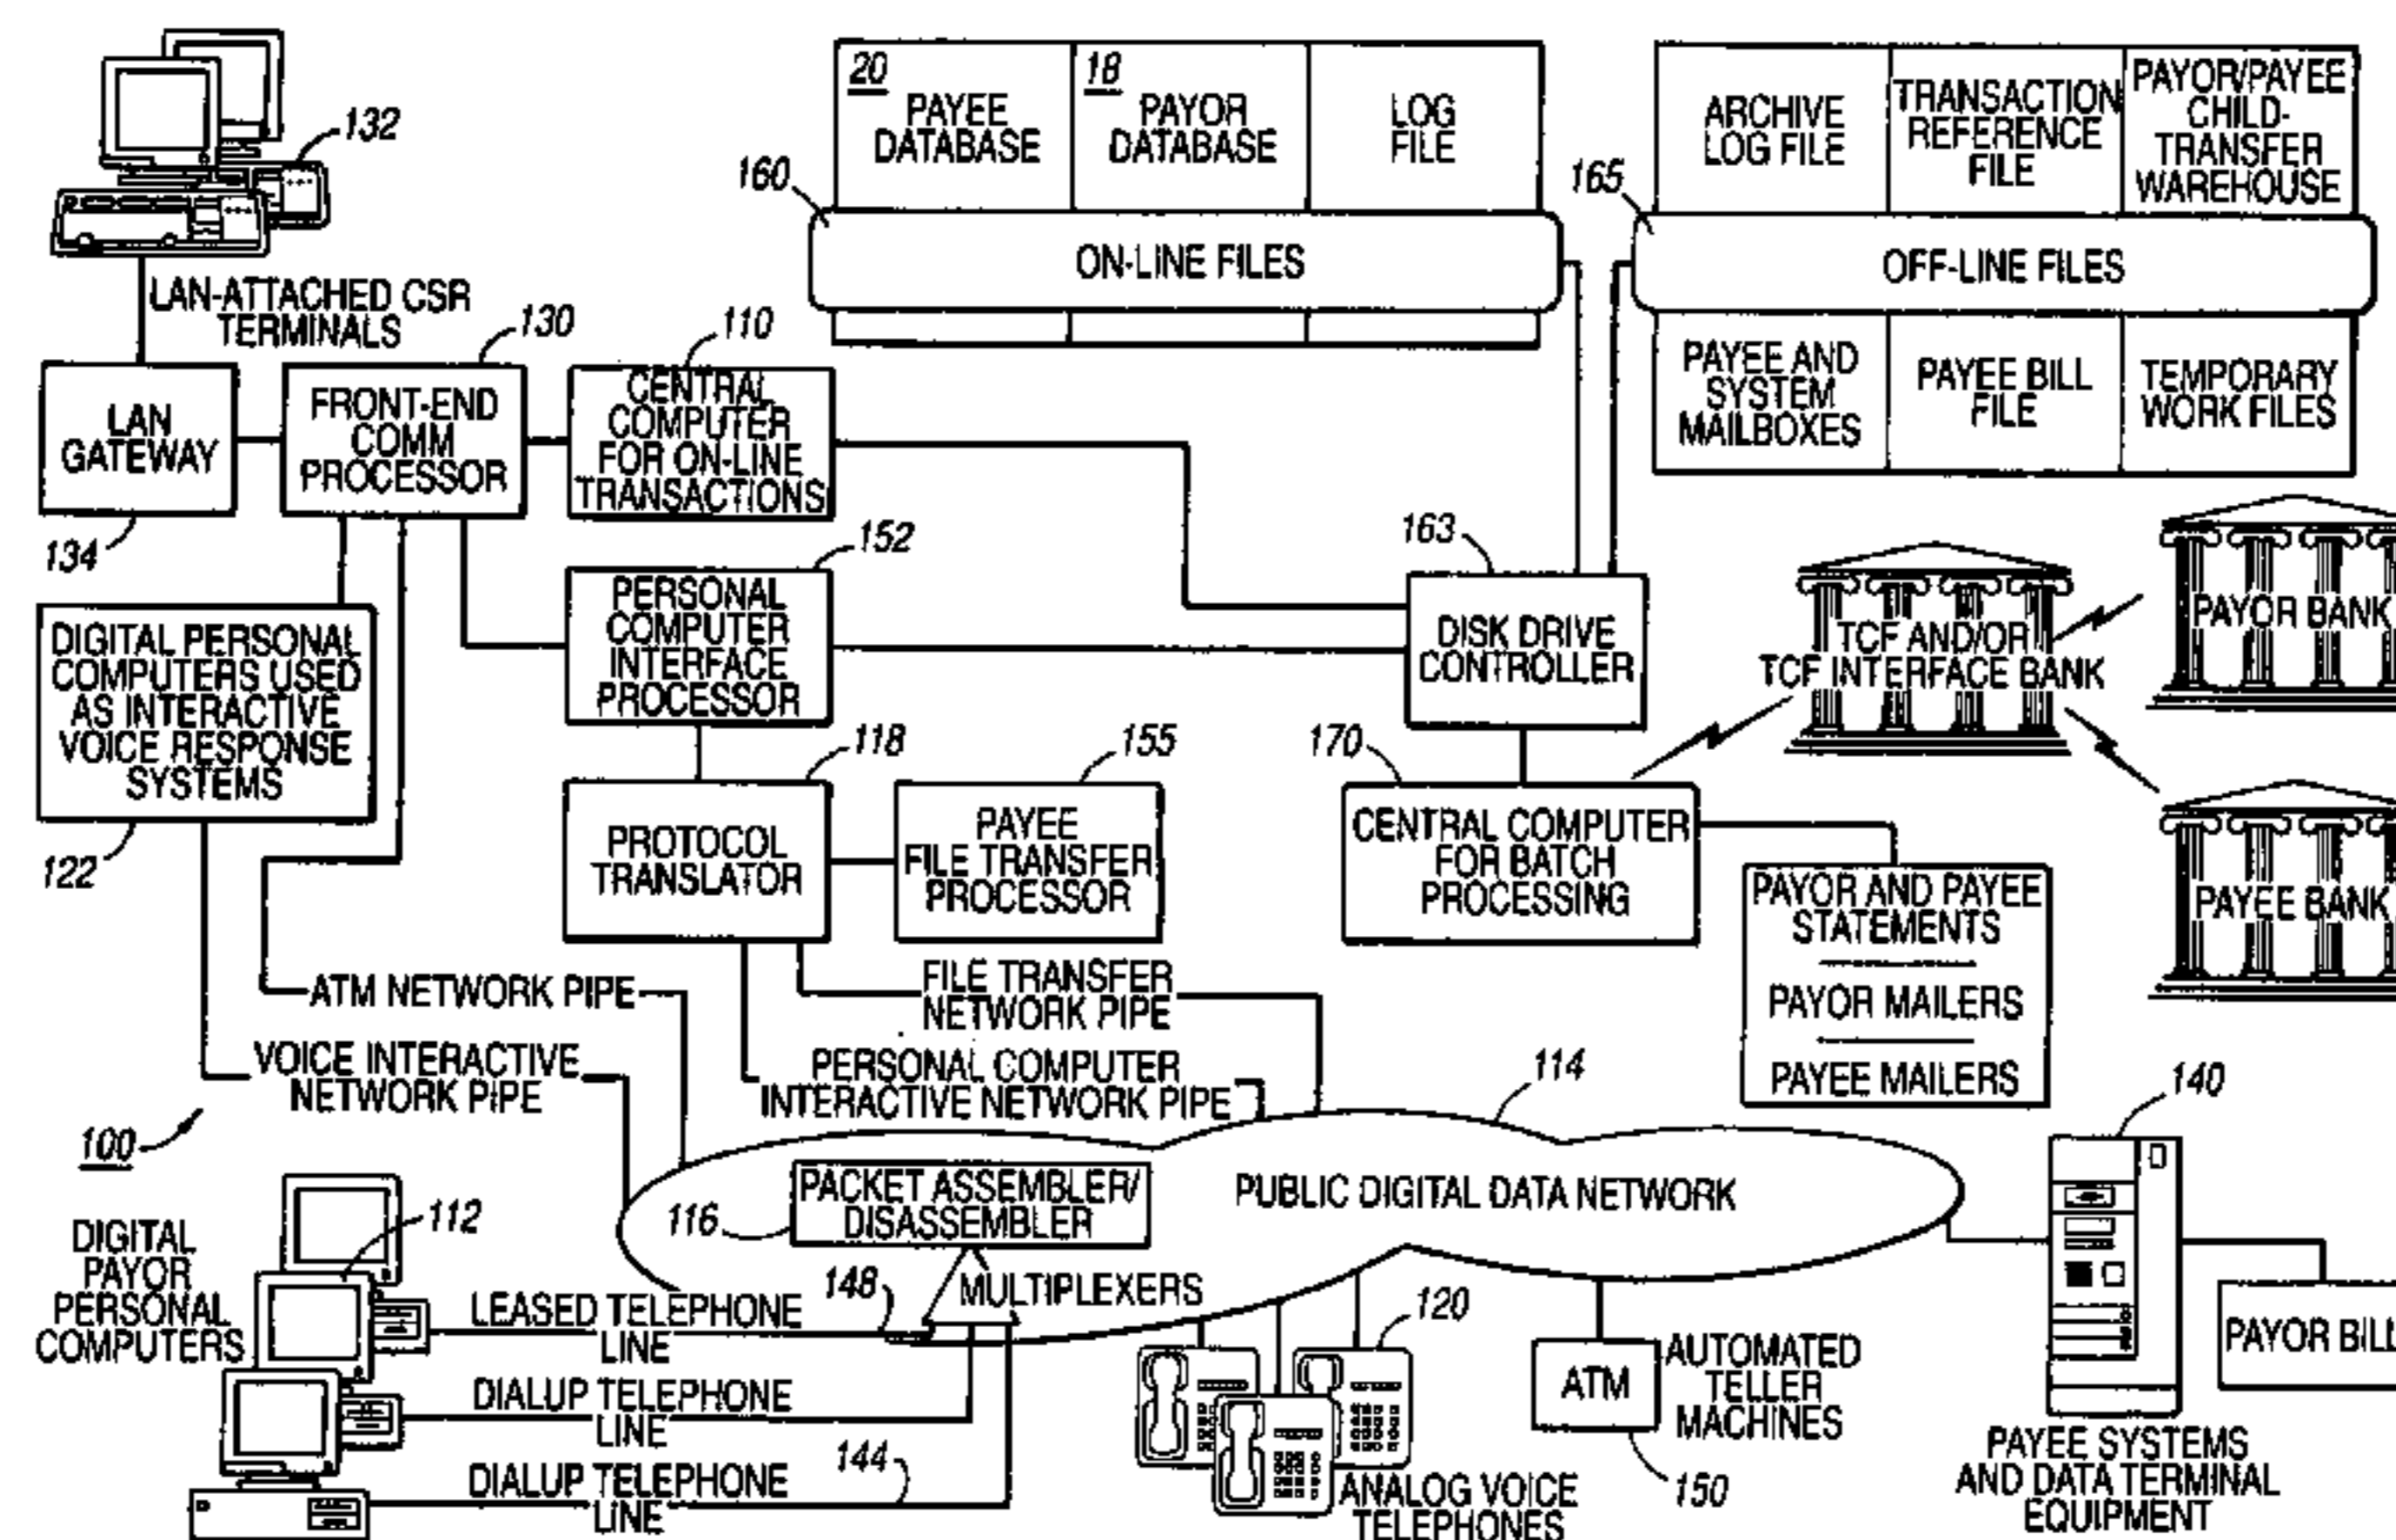 132
LAN-ATTACHED CSR
TERMINALS
20
PAYEE
DATABASE
18
PAYOR
DATABASE
LOG
FILE
160
ON-LINE FILES
ARCHIVE
LOG FILE
TRANSACTION
REFERENCE
FILE
PAYOR/PAYEE
CHILD-
TRANSFER
WAREHOUSE
165
OFF-LINE FILES
PAYEE AND
SYSTEM
MAILBOXES
PAYEE BILL
FILE
TEMPORARY
WORK FILES
LAN
GATEWAY
134
130
FRONT-END
COMM
PROCESSOR
110
CENTRAL
COMPUTER
FOR ON-LINE
TRANSACTIONS
152
PERSONAL
COMPUTER
INTERFACE
PROCESSOR
163
DISK DRIVE
CONTROLLER
TCF AND/OR
TCF INTERFACE BANK
PAYOR BANK
PAYEE BANK
DIGITAL PERSONAL
COMPUTERS USED
AS INTERACTIVE
VOICE RESPONSE
SYSTEMS
122
118
PROTOCOL
TRANSLATOR
155
PAYEE
FILE TRANSFER
PROCESSOR
170
CENTRAL COMPUTER
FOR BATCH
PROCESSING
PAYOR AND PAYEE
STATEMENTS
PAYOR MAILERS
PAYEE MAILERS
ATM NETWORK PIPE
FILE TRANSFER
NETWORK PIPE
VOICE INTERACTIVE
NETWORK PIPE
PERSONAL COMPUTER
INTERACTIVE NETWORK PIPE
114
100
PACKET ASSEMBLER/
DISASSEMBLER
116
PUBLIC DIGITAL DATA NETWORK
140
DIGITAL
PAYOR
PERSONAL
COMPUTERS
112
148
MULTIPLEXERS
LEASED TELEPHONE
LINE
DIALUP TELEPHONE
LINE
DIALUP TELEPHONE
LINE
144
120
ANALOG VOICE
TELEPHONES
ATM
AUTOMATED
TELLER
MACHINES
150
PAYOR BILL
PAYEE SYSTEMS
AND DATA TERMINAL
EQUIPMENT